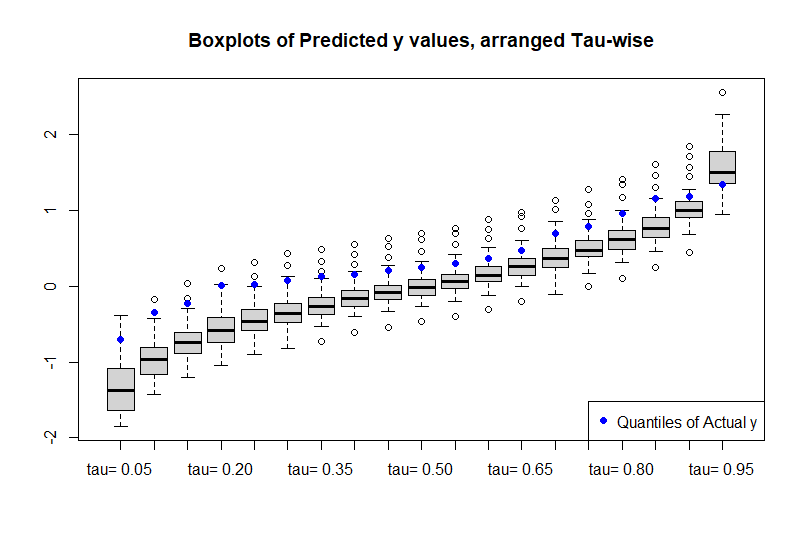 Boxplots of Predicted y values, arranged Tau-wise
2
1
0
-1
-2
Quantiles of Actual y
tau= 0.05 tau= 0.20 tau= 0.35 tau= 0.50 tau= 0.65 tau= 0.80 tau= 0.95